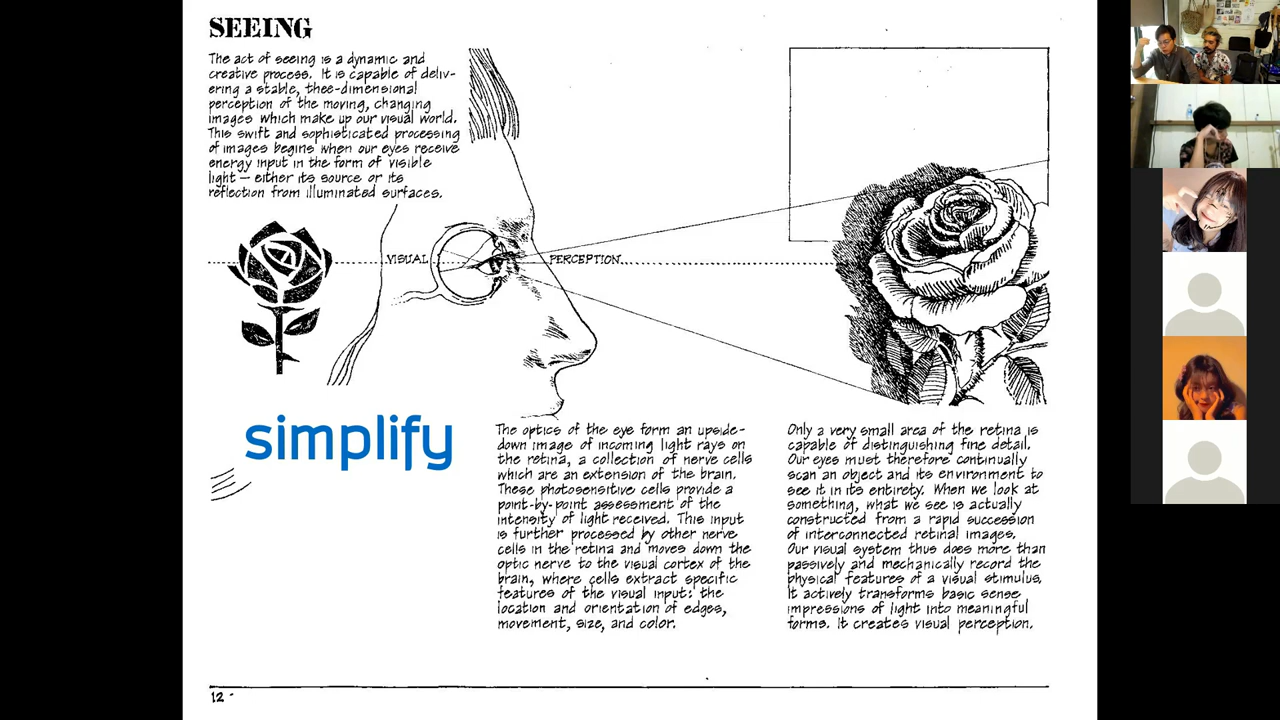 SEEING
The act of seeing is a dynamic and
creative process. It is capable of deliv-
ering a stable, thee-dimensional
perception of the moving, changing
images which make up our visual world.
This swift and sophisticated processing
of images begins when our eyes receive
energy input in the form of visible
light — either its source or its
reflection from illuminated surfaces.
VISUAL PERCEPTION
simplify
The optics of the eye form an upside-
down image of incoming light rays on
the retina, a collection of nerve cells
which are an extension of the brain.
These photosensitive cells provide a
point-by-point assessment of the
intensity of light received. This input
is further processed by other nerve
cells in the retina and moves down the
optic nerve to the visual cortex of the
brain, where cells extract specific
features of the visual input: the
location and orientation of edges,
movement, size, and color.
Only a very small area of the retina is
capable of distinguishing fine detail.
Our eyes must therefore continually
scan an object and its environment to
see it in its entirety. When we look at
something, what we see is actually
constructed from a rapid succession
of interconnected retinal images.
Our visual system thus does more than
passively and mechanically record the
physical features of a visual stimulus.
It actively transforms basic sense
impressions of light into meaningful
forms. It creates visual perception.
12